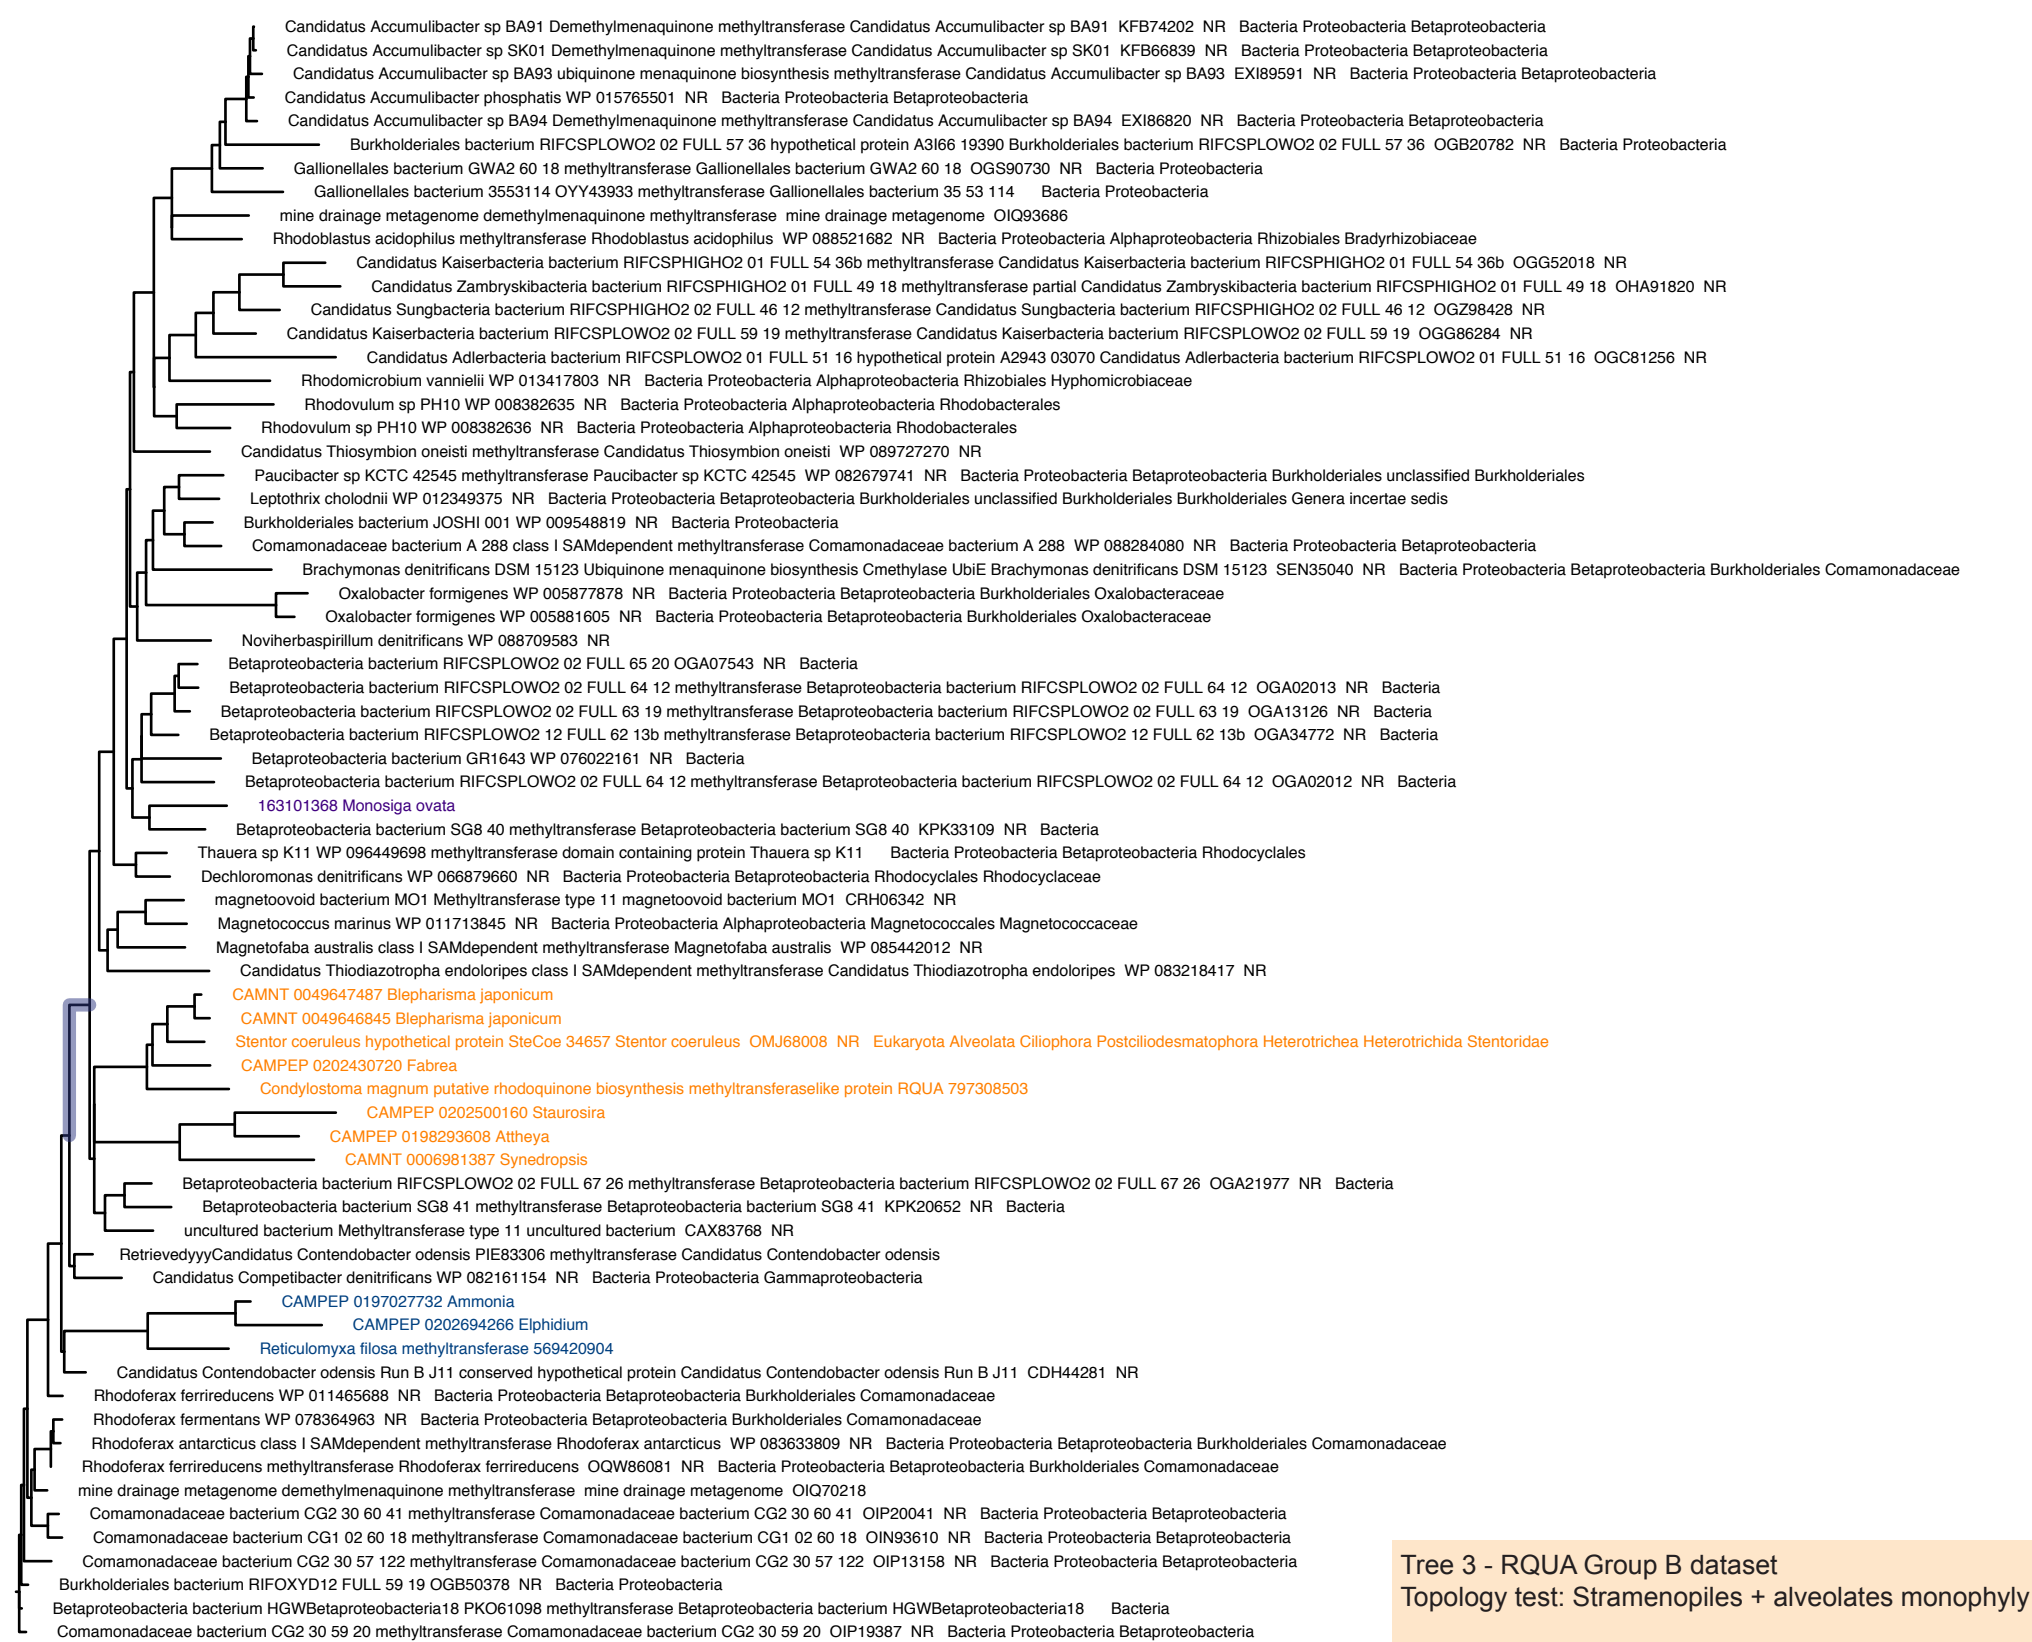 Candidatus Accumulibacter sp BA91 Demethylmenaquinone methyltransferase Candidatus Accumulibacter sp BA91 KFB74202 NR Bacteria Proteobacteria Betaproteobacteria
Candidatus Accumulibacter sp SK01 Demethylmenaquinone methyltransferase Candidatus Accumulibacter sp SK01 KFB66839 NR Bacteria Proteobacteria Betaproteobacteria
Candidatus Accumulibacter sp BA93 ubiquinone menaquinone biosynthesis methyltransferase Candidatus Accumulibacter sp BA93 EXI89591 NR Bacteria Proteobacteria Betaproteobacteria
Candidatus Accumulibacter phosphatis WP 015765501 NR Bacteria Proteobacteria Betaproteobacteria
Candidatus Accumulibacter sp BA94 Demethylmenaquinone methyltransferase Candidatus Accumulibacter sp BA94 EXI86820 NR Bacteria Proteobacteria Betaproteobacteria
Burkholderiales bacterium RIFCSPLOWO2 02 FULL 57 36 hypothetical protein A3I66 19390 Burkholderiales bacterium RIFCSPLOWO2 02 FULL 57 36 OGB20782 NR Bacteria Proteobacteria
Gallionellales bacterium GWA2 60 18 methyltransferase Gallionellales bacterium GWA2 60 18 OGS90730 NR Bacteria Proteobacteria
Gallionellales bacterium 3553114 OYY43933 methyltransferase Gallionellales bacterium 35 53 114 Bacteria Proteobacteria
mine drainage metagenome demethylmenaquinone methyltransferase mine drainage metagenome OIQ93686
Rhodoblastus acidophilus methyltransferase Rhodoblastus acidophilus WP 088521682 NR Bacteria Proteobacteria Alphaproteobacteria Rhizobiales Bradyrhizobiaceae
Candidatus Kaiserbacteria bacterium RIFCSPHIGHO2 01 FULL 54 36b methyltransferase Candidatus Kaiserbacteria bacterium RIFCSPHIGHO2 01 FULL 54 36b OGG52018 NR
Candidatus Zambryskibacteria bacterium RIFCSPHIGHO2 01 FULL 49 18 methyltransferase partial Candidatus Zambryskibacteria bacterium RIFCSPHIGHO2 01 FULL 49 18 OHA91820 NR
Candidatus Sungbacteria bacterium RIFCSPHIGHO2 02 FULL 46 12 methyltransferase Candidatus Sungbacteria bacterium RIFCSPHIGHO2 02 FULL 46 12 OGZ98428 NR
Candidatus Kaiserbacteria bacterium RIFCSPLOWO2 02 FULL 59 19 methyltransferase Candidatus Kaiserbacteria bacterium RIFCSPLOWO2 02 FULL 59 19 OGG86284 NR
Candidatus Adlerbacteria bacterium RIFCSPLOWO2 01 FULL 51 16 hypothetical protein A2943 03070 Candidatus Adlerbacteria bacterium RIFCSPLOWO2 01 FULL 51 16 OGC81256 NR
Rhodomicrobium vannielii WP 013417803 NR Bacteria Proteobacteria Alphaproteobacteria Rhizobiales Hyphomicrobiaceae
Rhodovulum sp PH10 WP 008382635 NR Bacteria Proteobacteria Alphaproteobacteria Rhodobacterales
Rhodovulum sp PH10 WP 008382636 NR Bacteria Proteobacteria Alphaproteobacteria Rhodobacterales
Candidatus Thiosymbion oneisti methyltransferase Candidatus Thiosymbion oneisti WP 089727270 NR
Paucibacter sp KCTC 42545 methyltransferase Paucibacter sp KCTC 42545 WP 082679741 NR Bacteria Proteobacteria Betaproteobacteria Burkholderiales unclassified Burkholderiales
Leptothrix cholodnii WP 012349375 NR Bacteria Proteobacteria Betaproteobacteria Burkholderiales unclassified Burkholderiales Burkholderiales Genera incertae sedis
Burkholderiales bacterium JOSHI 001 WP 009548819 NR Bacteria Proteobacteria
Comamonadaceae bacterium A 288 class I SAMdependent methyltransferase Comamonadaceae bacterium A 288 WP 088284080 NR Bacteria Proteobacteria Betaproteobacteria
Brachymonas denitrificans DSM 15123 Ubiquinone menaquinone biosynthesis Cmethylase UbiE Brachymonas denitrificans DSM 15123 SEN35040 NR Bacteria Proteobacteria Betaproteobacteria Burkholderiales Comamonadaceae
Oxalobacter formigenes WP 005877878 NR Bacteria Proteobacteria Betaproteobacteria Burkholderiales Oxalobacteraceae
Oxalobacter formigenes WP 005881605 NR Bacteria Proteobacteria Betaproteobacteria Burkholderiales Oxalobacteraceae
Noviherbaspirillum denitrificans WP 088709583 NR
Betaproteobacteria bacterium RIFCSPLOWO2 02 FULL 65 20 OGA07543 NR Bacteria
Betaproteobacteria bacterium RIFCSPLOWO2 02 FULL 64 12 methyltransferase Betaproteobacteria bacterium RIFCSPLOWO2 02 FULL 64 12 OGA02013 NR Bacteria
Betaproteobacteria bacterium RIFCSPLOWO2 02 FULL 63 19 methyltransferase Betaproteobacteria bacterium RIFCSPLOWO2 02 FULL 63 19 OGA13126 NR Bacteria
Betaproteobacteria bacterium RIFCSPLOWO2 12 FULL 62 13b methyltransferase Betaproteobacteria bacterium RIFCSPLOWO2 12 FULL 62 13b OGA34772 NR Bacteria
Betaproteobacteria bacterium GR1643 WP 076022161 NR Bacteria
Betaproteobacteria bacterium RIFCSPLOWO2 02 FULL 64 12 methyltransferase Betaproteobacteria bacterium RIFCSPLOWO2 02 FULL 64 12 OGA02012 NR Bacteria
163101368 Monosiga ovata
Betaproteobacteria bacterium SG8 40 methyltransferase Betaproteobacteria bacterium SG8 40 KPK33109 NR Bacteria
Thauera sp K11 WP 096449698 methyltransferase domain containing protein Thauera sp K11 Bacteria Proteobacteria Betaproteobacteria Rhodocyclales
Dechloromonas denitrificans WP 066879660 NR Bacteria Proteobacteria Betaproteobacteria Rhodocyclales Rhodocyclaceae
magnetoovoid bacterium MO1 Methyltransferase type 11 magnetoovoid bacterium MO1 CRH06342 NR
Magnetococcus marinus WP 011713845 NR Bacteria Proteobacteria Alphaproteobacteria Magnetococcales Magnetococcaceae
Magnetofaba australis class I SAMdependent methyltransferase Magnetofaba australis WP 085442012 NR
Candidatus Thiodiazotropha endoloripes class I SAMdependent methyltransferase Candidatus Thiodiazotropha endoloripes WP 083218417 NR
CAMNT 0049647487 Blepharisma japonicum
CAMNT 0049646845 Blepharisma japonicum
Stentor coeruleus hypothetical protein SteCoe 34657 Stentor coeruleus OMJ68008 NR Eukaryota Alveolata Ciliophora Postciliodesmatophora Heterotrichea Heterotrichida Stentoridae
CAMPEP 0202430720 Fabrea
Condylostoma magnum putative rhodoquinone biosynthesis methyltransferaselike protein RQUA 797308503
CAMPEP 0202500160 Staurosira
CAMPEP 0198293608 Attheya
CAMNT 0006981387 Synedropsis
Betaproteobacteria bacterium RIFCSPLOWO2 02 FULL 67 26 methyltransferase Betaproteobacteria bacterium RIFCSPLOWO2 02 FULL 67 26 OGA21977 NR Bacteria
Betaproteobacteria bacterium SG8 41 methyltransferase Betaproteobacteria bacterium SG8 41 KPK20652 NR Bacteria
uncultured bacterium Methyltransferase type 11 uncultured bacterium CAX83768 NR
RetrievedyyyCandidatus Contendobacter odensis PIE83306 methyltransferase Candidatus Contendobacter odensis
Candidatus Competibacter denitrificans WP 082161154 NR Bacteria Proteobacteria Gammaproteobacteria
CAMPEP 0197027732 Ammonia
CAMPEP 0202694266 Elphidium
Reticulomyxa filosa methyltransferase 569420904
Candidatus Contendobacter odensis Run B J11 conserved hypothetical protein Candidatus Contendobacter odensis Run B J11 CDH44281 NR
Rhodoferax ferrireducens WP 011465688 NR Bacteria Proteobacteria Betaproteobacteria Burkholderiales Comamonadaceae
Rhodoferax fermentans WP 078364963 NR Bacteria Proteobacteria Betaproteobacteria Burkholderiales Comamonadaceae
Rhodoferax antarcticus class I SAMdependent methyltransferase Rhodoferax antarcticus WP 083633809 NR Bacteria Proteobacteria Betaproteobacteria Burkholderiales Comamonadaceae
Rhodoferax ferrireducens methyltransferase Rhodoferax ferrireducens OQW86081 NR Bacteria Proteobacteria Betaproteobacteria Burkholderiales Comamonadaceae
mine drainage metagenome demethylmenaquinone methyltransferase mine drainage metagenome OIQ70218
Comamonadaceae bacterium CG2 30 60 41 methyltransferase Comamonadaceae bacterium CG2 30 60 41 OIP20041 NR Bacteria Proteobacteria Betaproteobacteria
Comamonadaceae bacterium CG1 02 60 18 methyltransferase Comamonadaceae bacterium CG1 02 60 18 OIN93610 NR Bacteria Proteobacteria Betaproteobacteria
Comamonadaceae bacterium CG2 30 57 122 methyltransferase Comamonadaceae bacterium CG2 30 57 122 OIP13158 NR Bacteria Proteobacteria Betaproteobacteria
Burkholderiales bacterium RIFOXYD12 FULL 59 19 OGB50378 NR Bacteria Proteobacteria
Betaproteobacteria bacterium HGWBetaproteobacteria18 PKO61098 methyltransferase Betaproteobacteria bacterium HGWBetaproteobacteria18 Bacteria
Comamonadaceae bacterium CG2 30 59 20 methyltransferase Comamonadaceae bacterium CG2 30 59 20 OIP19387 NR Bacteria Proteobacteria Betaproteobacteria
Tree 3 - RQUA Group B dataset
Topology test: Stramenopiles + alveolates monophyly